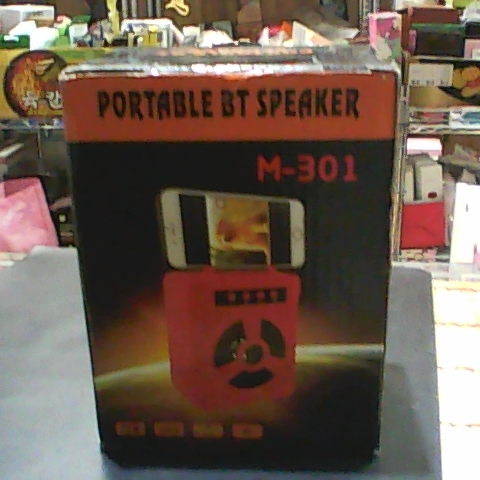 PORTABLE BT SPEAKER
M-301